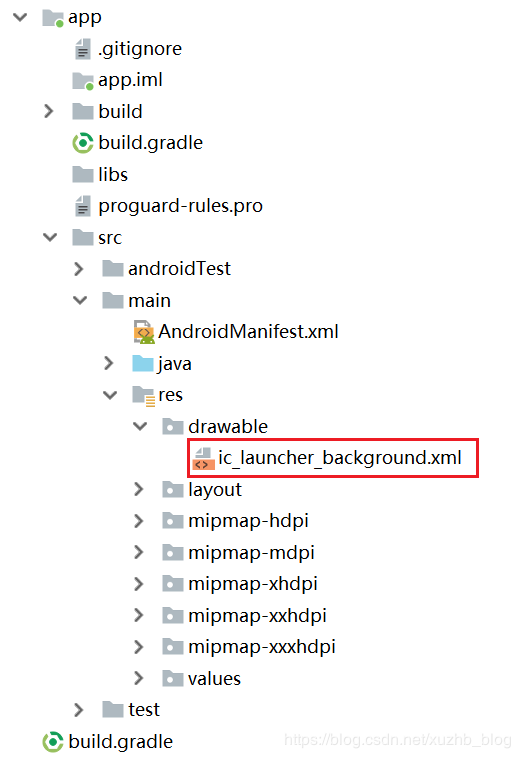 app
.gitignore
app.iml
build
build.gradle
libs
proguard-rules.pro
src
androidTest
main
AndroidManifest.xml
java
res
drawable
ic_launcher_background.xml
layout
mipmap-hdpi
mipmap-mdpi
mipmap-xhdpi
mipmap-xxhdpi
mipmap-xxxhdpi
values
test
build.gradle
https://blog.csdn.net/xuzhb_blog